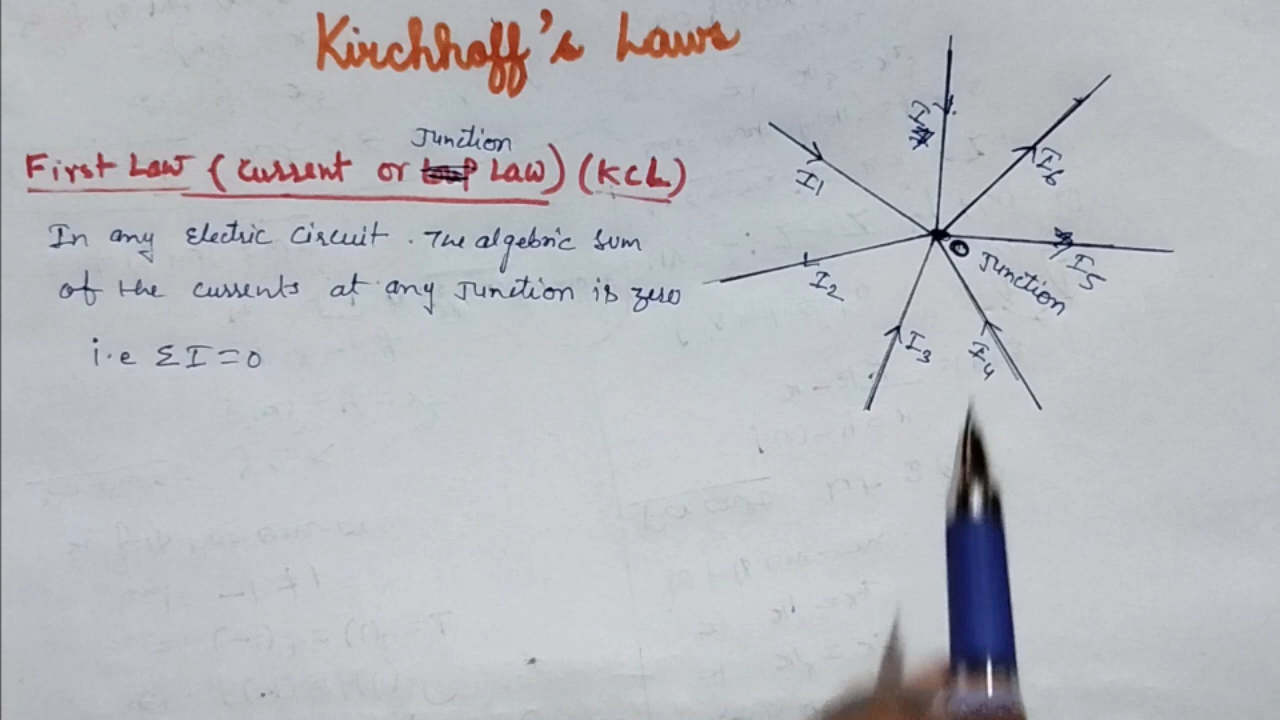 Kirchhoff's Laws
Junction
First Law (Current or Law) (KCL)
In any Electric Circuit. The algebric Sum
of the currents at any Junction is zero
i.e ΣI=0
I1
I6
I5
I2
Junction
O
I3
I4